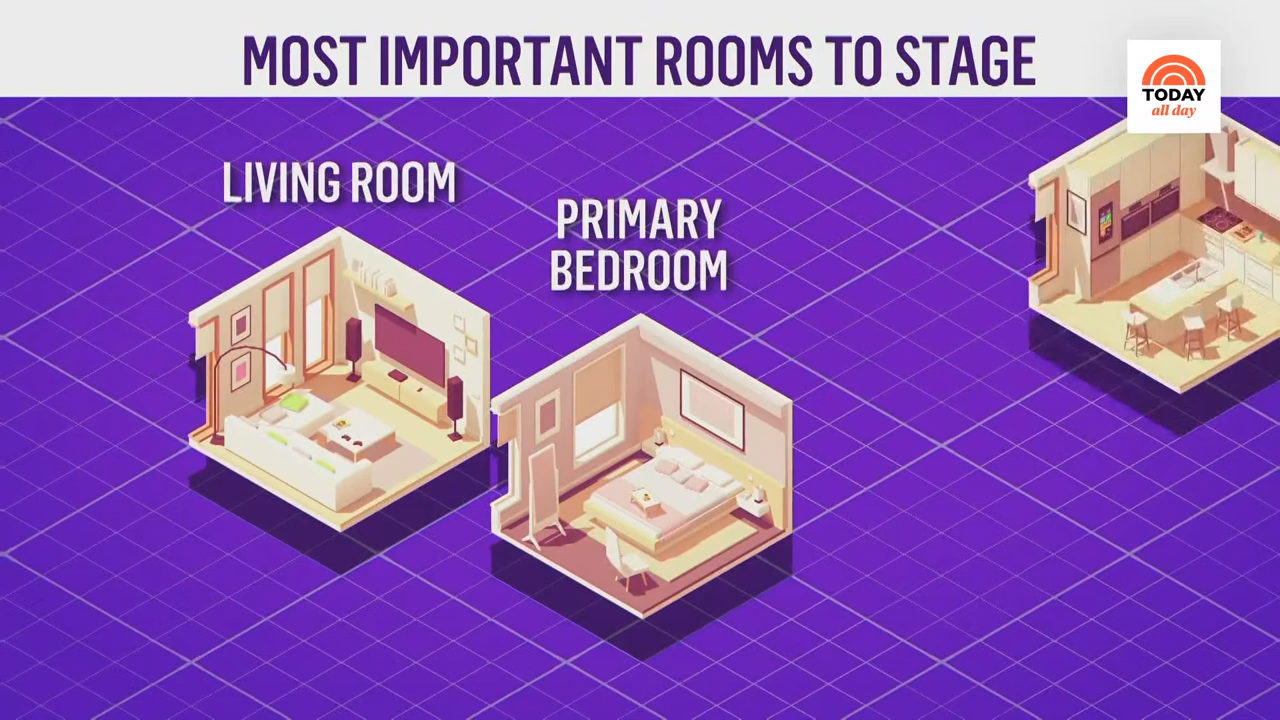 MOST IMPORTANT ROOMS TO STAGE
TODAY
all day
LIVING ROOM
PRIMARY
BEDROOM